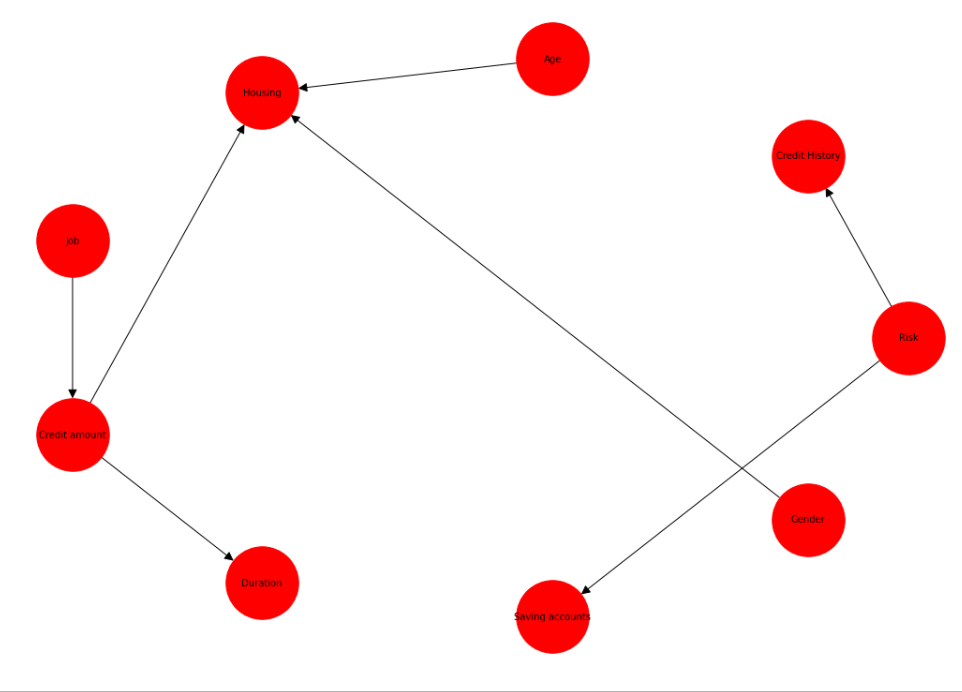 Age
Housing
Credit History
Job
Risk
Credit amount
Gender
Duration
Saving accounts